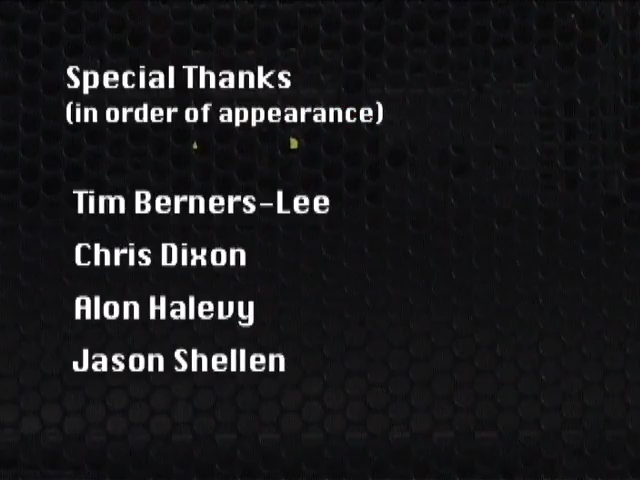 Special Thanks
(in order of appearance)
Tim Berners-Lee
Chris Dixon
Alon Halevy
Jason Shellen